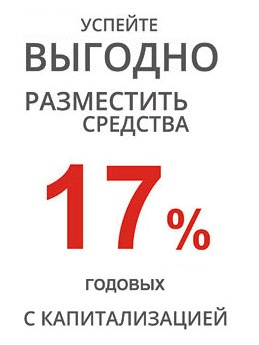 УСПЕЙТЕ
ВЫГОДНО
РАЗМЕСТИТЬ
СРЕДСТВА
17%
ГОДОВЫХ
С КАПИТАЛИЗАЦИЕЙ